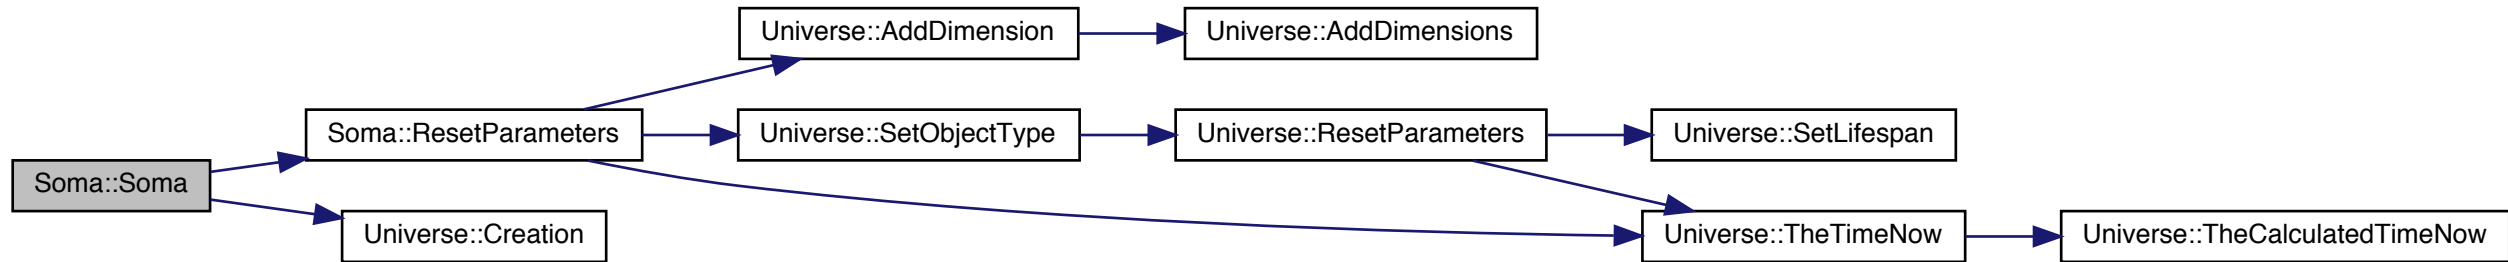 Universe::AddDimension
Universe::AddDimensions
Soma::ResetParameters
Universe::SetObjectType
Universe::ResetParameters
Universe::SetLifespan
Soma::Soma
Universe::Creation
Universe::TheTimeNow
Universe::TheCalculatedTimeNow